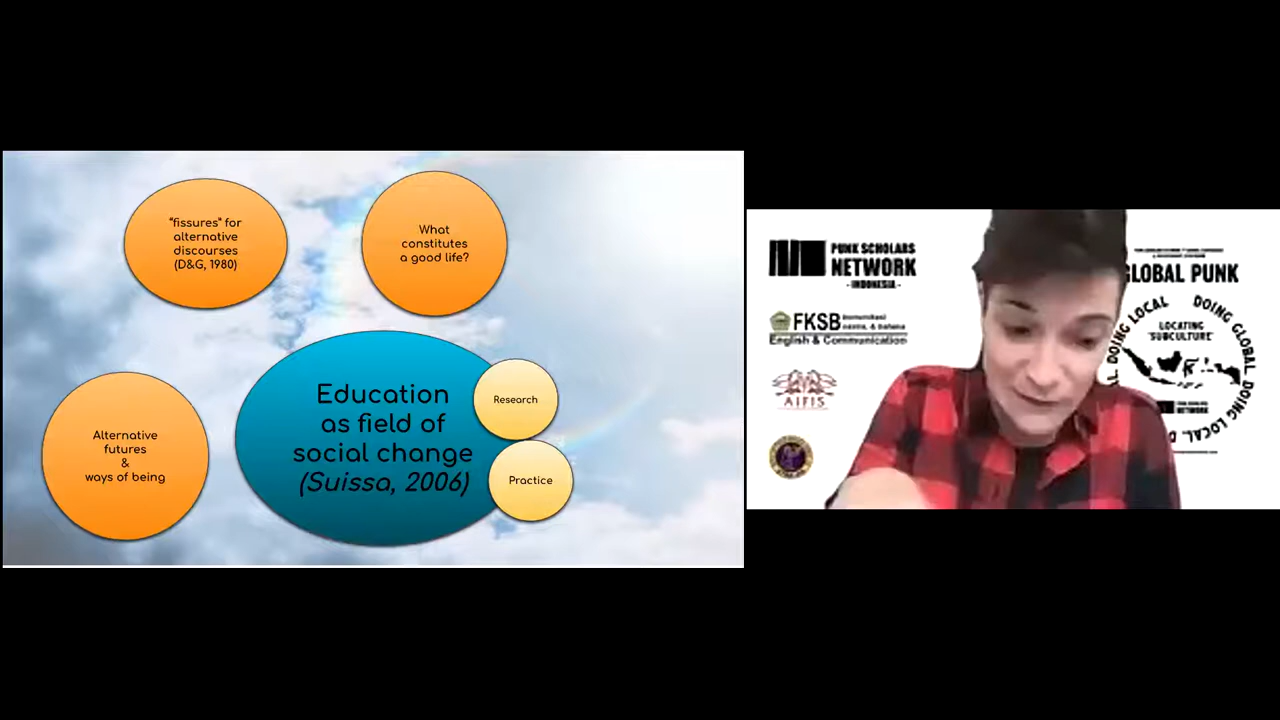 “fissures” for
alternative
discourses
(D&G, 1980)
What
constitutes
a good life?
Education
as field of
social change
(Suissa, 2006)
Research
Practice
Alternative
futures
&
ways of being
PUNK SCHOLARS
NETWORK
- INDONESIA -
FKSB
English & Communication
AIFIS
GLOBAL PUNK
DOING LOCAL DOING GLOBAL DOING LOCAL
LOCATING
'SUBCULTURE'